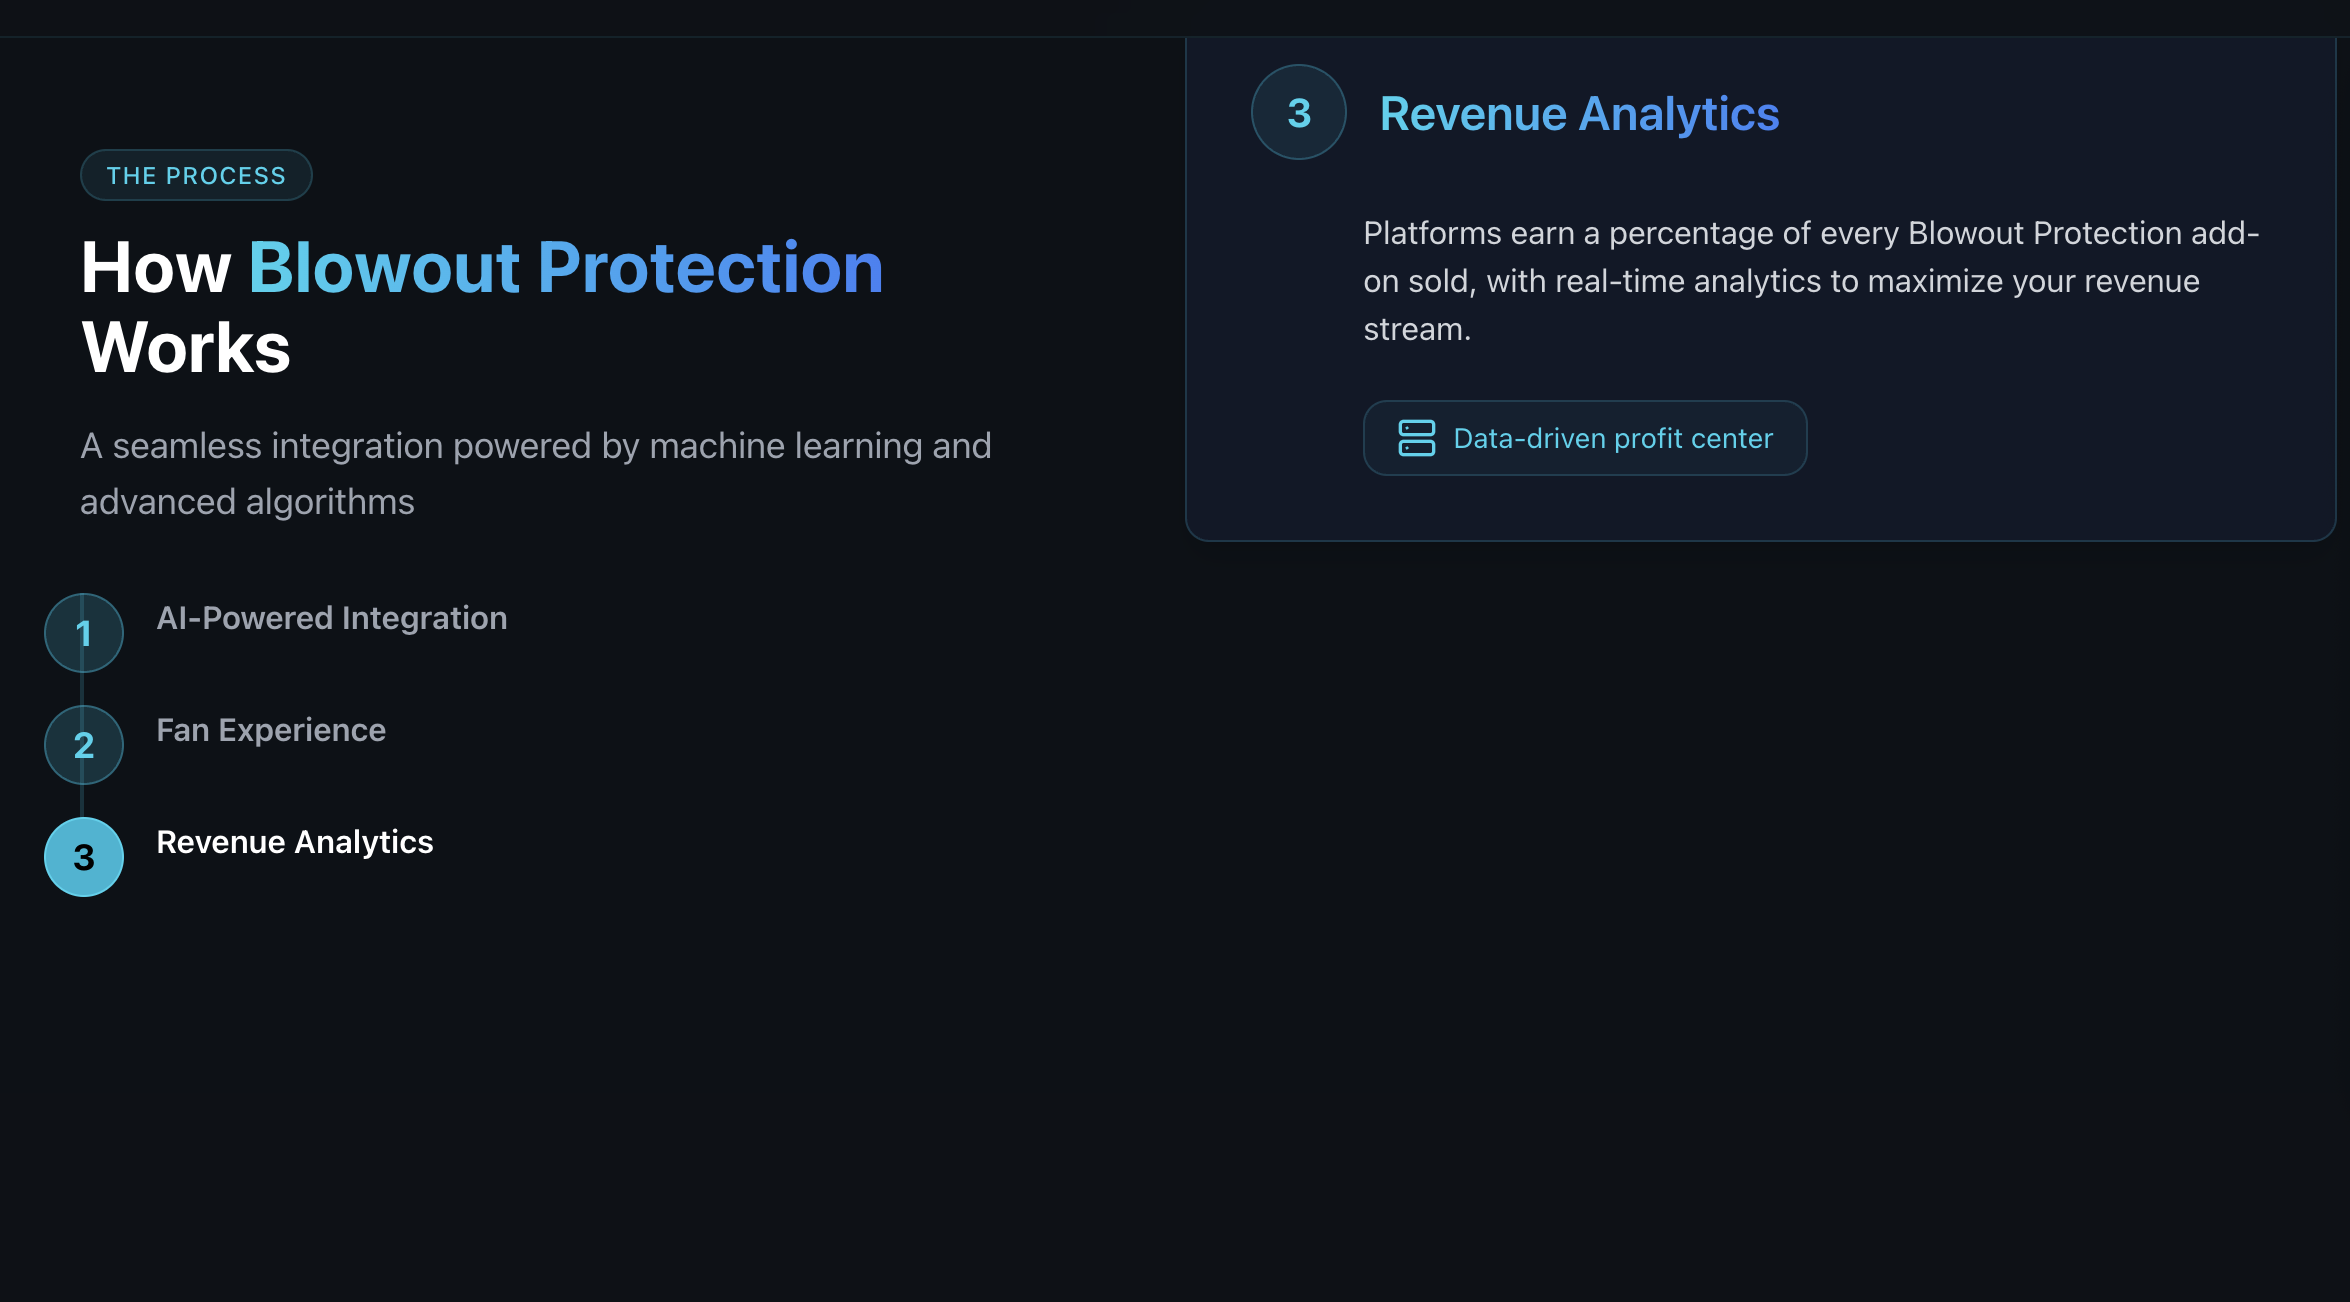 THE PROCESS
How Blowout Protection
Works
A seamless integration powered by machine learning and
advanced algorithms
1
AI-Powered Integration
2
Fan Experience
3
Revenue Analytics
3
Revenue Analytics
Platforms earn a percentage of every Blowout Protection add-
on sold, with real-time analytics to maximize your revenue
stream.
Data-driven profit center